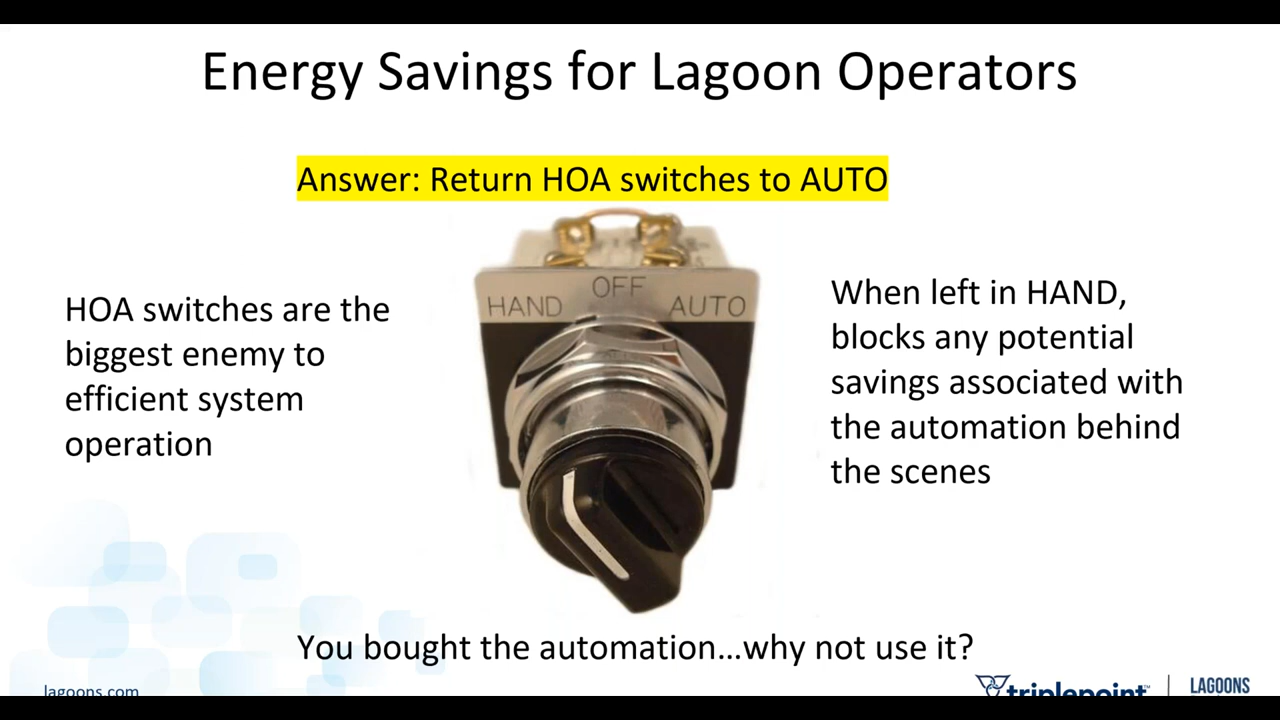 Energy Savings for Lagoon Operators
Answer: Return HOA switches to AUTO
HOA switches are the
biggest enemy to
efficient system
operation
HAND
OFF
AUTO
When left in HAND,
blocks any potential
savings associated with
the automation behind
the scenes
You bought the automation...why not use it?
lagoons.com
triplepoint™
LAGOONS